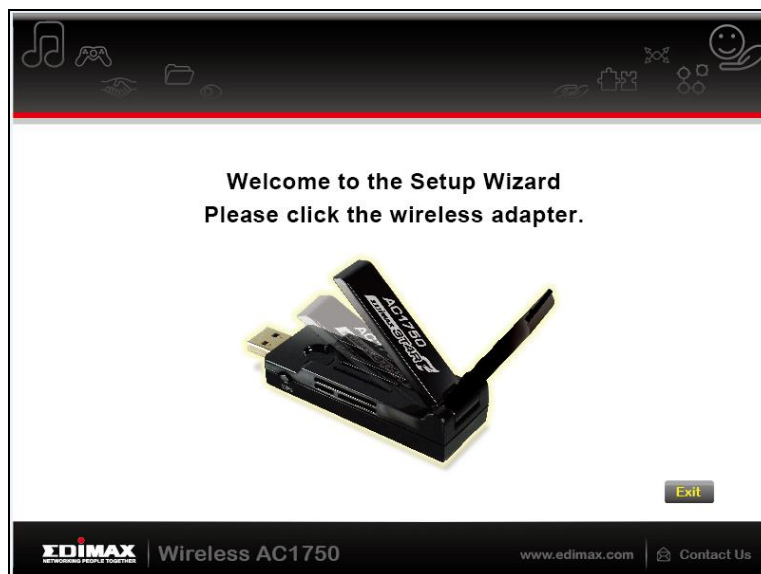 Welcome to the Setup Wizard
Please click the wireless adapter.
AC1750
EDIMAX
AC1750
Exit
EDIMAX
NETWORKING PEOPLE TOGETHER
Wireless AC1750
www.edimax.com
Contact Us